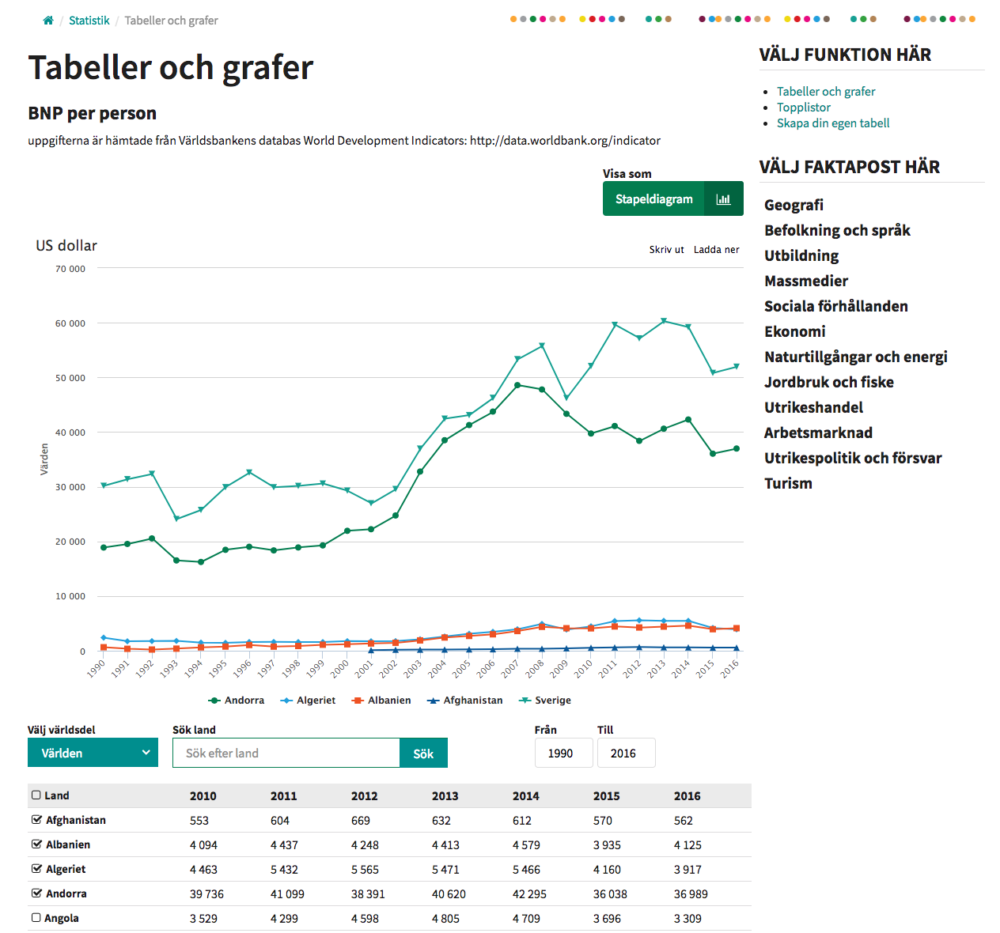 / Statistik / Tabeller och grafer
Tabeller och grafer
BNP per person
uppgifterna är hämtade från Världsbankens databas World Development Indicators: http://data.worldbank.org/indicator
Visa som
Stapeldiagram
US dollar
Skriv ut Ladda ner
Värden
70 000
60 000
50 000
40 000
30 000
20 000
10 000
0
1990 1991 1992 1993 1994 1995 1996 1997 1998 1999 2000 2001 2002 2003 2004 2005 2006 2007 2008 2009 2010 2011 2012 2013 2014 2015 2016
Andorra Algeriet Albanien Afghanistan Sverige
Välj världsdel
Världen
Sök land
Sök efter land
Sök
Från Till
1990 2016
Land 2010 2011 2012 2013 2014 2015 2016
Afghanistan 553 604 669 632 612 570 562
Albanien 4 094 4 437 4 248 4 413 4 579 3 935 4 125
Algeriet 4 463 5 432 5 565 5 471 5 466 4 160 3 917
Andorra 39 736 41 099 38 391 40 620 42 295 36 038 36 989
Angola 3 529 4 299 4 598 4 805 4 709 3 696 3 309
VÄLJ FUNKTION HÄR
Tabeller och grafer
Topplistor
Skapa din egen tabell
VÄLJ FAKTAPOST HÄR
Geografi
Befolkning och språk
Utbildning
Massmedier
Sociala förhållanden
Ekonomi
Naturtillgångar och energi
Jordbruk och fiske
Utrikeshandel
Arbetsmarknad
Utrikespolitik och försvar
Turism